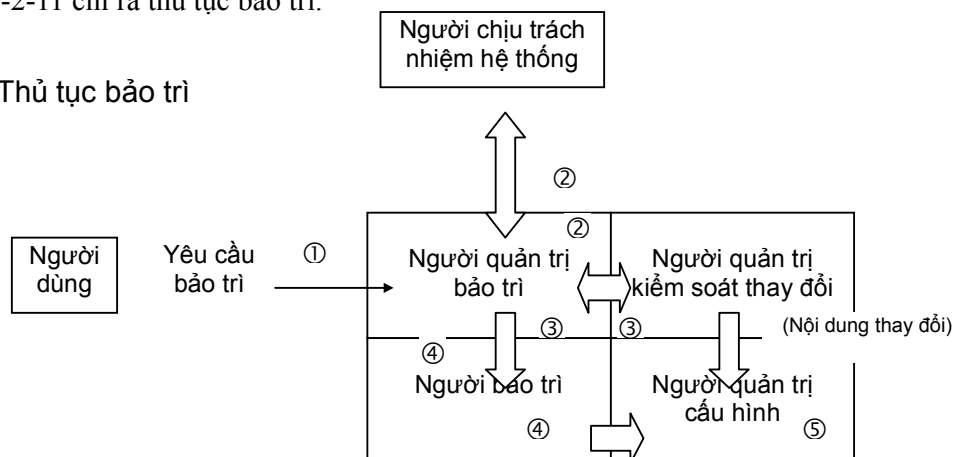 -2-11 chỉ ra thủ tục bảo trì.
Người chịu trách
nhiệm hệ thống
Thủ tục bảo trì
②
②
Người
dùng
Yêu cầu
bảo trì
①
Người quản trị
bảo trì
Người quản trị
kiểm soát thay đổi
③
③
(Nội dung thay đổi)
④
Người bảo trì
Người quản trị
cấu hình
④
⑤